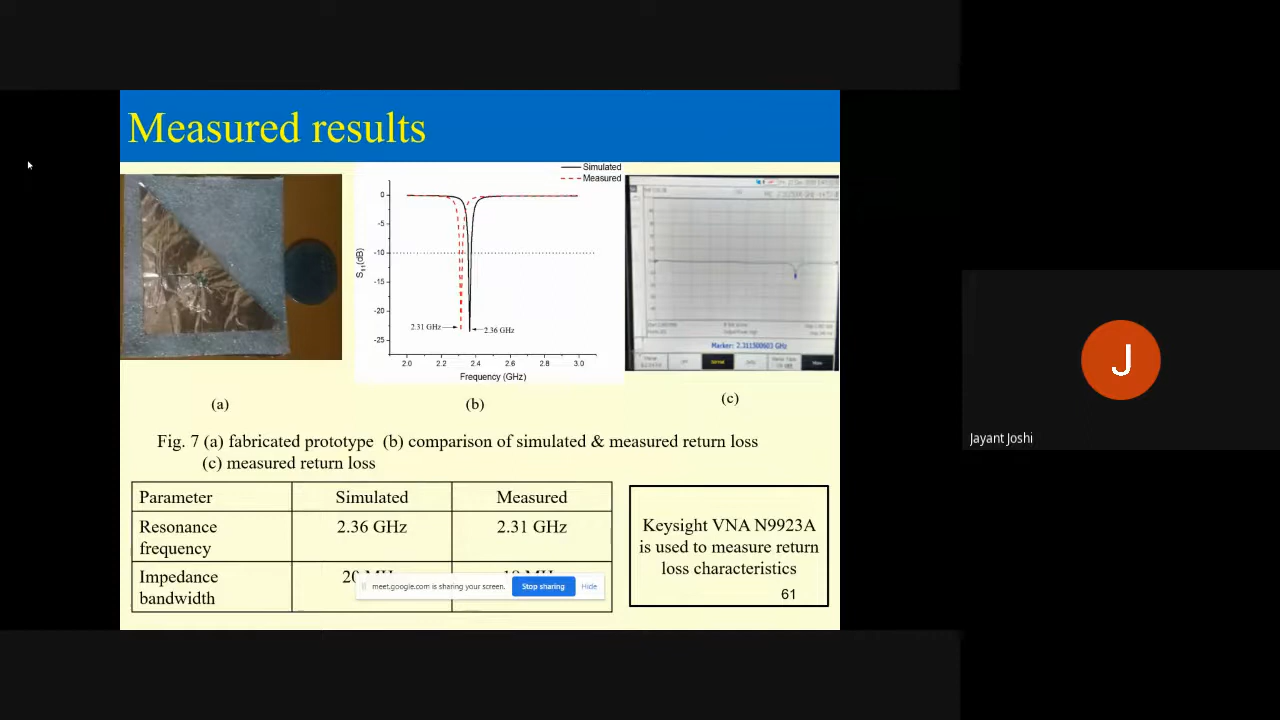 Measured results
Simulated
Measured
0
-5
-10
-15
-20
-25
S11(dB)
2.31 GHz
2.36 GHz
2.0 2.2 2.4 2.6 2.8 3.0
Frequency (GHz)
Marker: 2.311500603 GHz
(a)
(b)
(c)
Fig. 7 (a) fabricated prototype (b) comparison of simulated & measured return loss
(c) measured return loss
Parameter Simulated Measured
Resonance frequency 2.36 GHz 2.31 GHz
Impedance bandwidth
Keysight VNA N9923A
is used to measure return
loss characteristics
61
meet.google.com is sharing your screen. Stop sharing Hide
J
Jayant Joshi